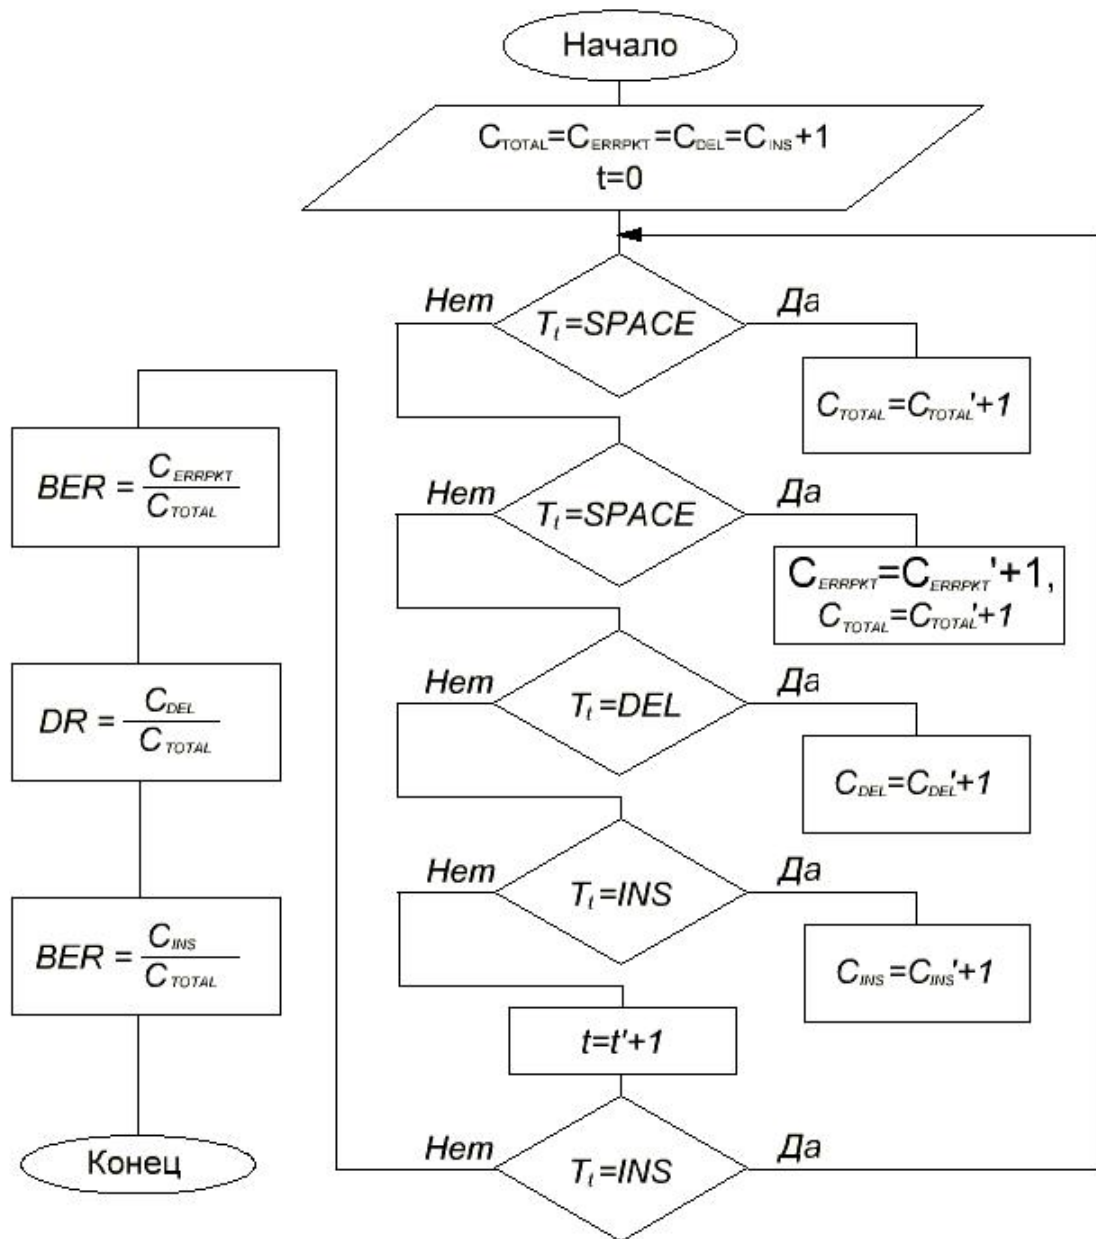 Начало
C_TOTAL=C_ERRPKT=C_DEL=C_INS+1
t=0
Нет
Да
T_t=SPACE
C_TOTAL=C_TOTAL'+1
Нет
Да
T_t=SPACE
C_ERRPKT=C_ERRPKT'+1,
C_TOTAL=C_TOTAL'+1
Нет
Да
T_t=DEL
C_DEL=C_DEL'+1
Нет
Да
T_t=INS
C_INS=C_INS'+1
t=t'+1
Нет
Да
T_t=INS
BER = C_ERRPKT / C_TOTAL
DR = C_DEL / C_TOTAL
BER = C_INS / C_TOTAL
Конец